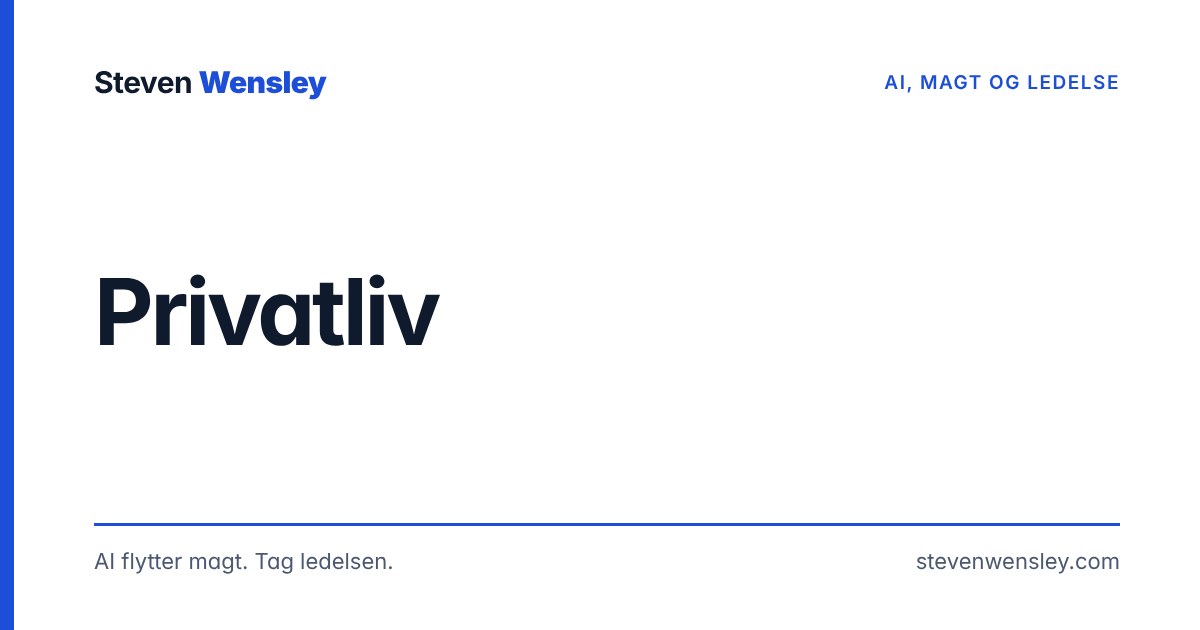 Steven Wensley
AI, MAGT OG LEDELSE
Privatliv
AI flytter magt. Tag ledelsen.
stevenwensley.com